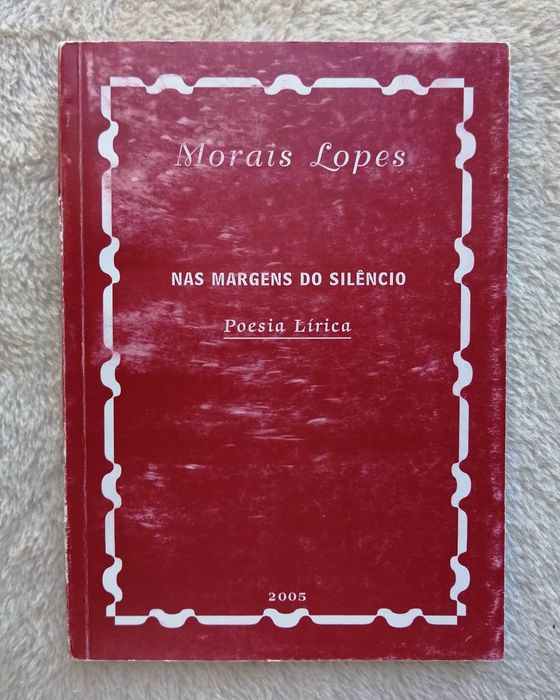 Morais Lopes
NAS MARGENS DO SILÊNCIO
Poesia Lírica
2005